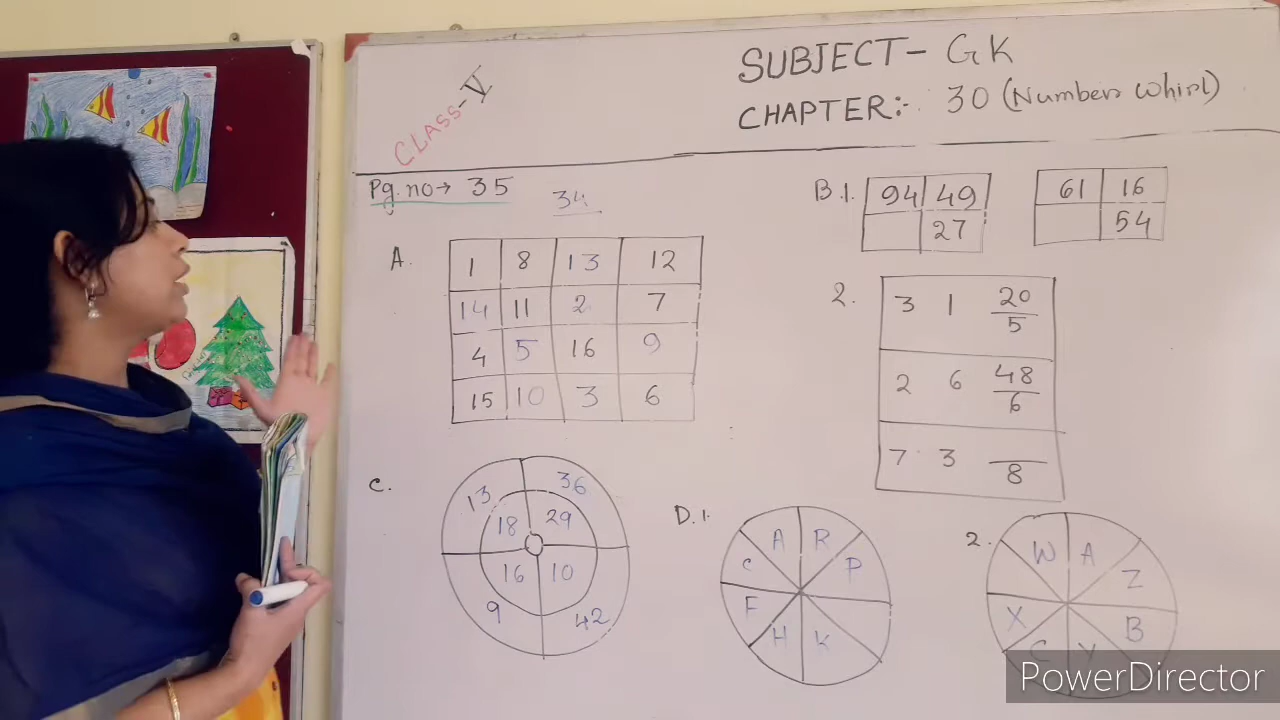 CLASS-V
SUBJECT- GK
CHAPTER:- 30 (Numbers Whirl)
Pg. no → 35
34
A.
1 8 13 12
14 11 2 7
4 5 16 9
15 10 3 6
B.1.
94 49
27
61 16
54
2.
3 1 20/5
2 6 48/6
7 3 /8
C.
13 36
18 29
16 10
9 42
D.1.
A R
C P
F
H K
2.
W A
Z
X B
C Y
PowerDirector